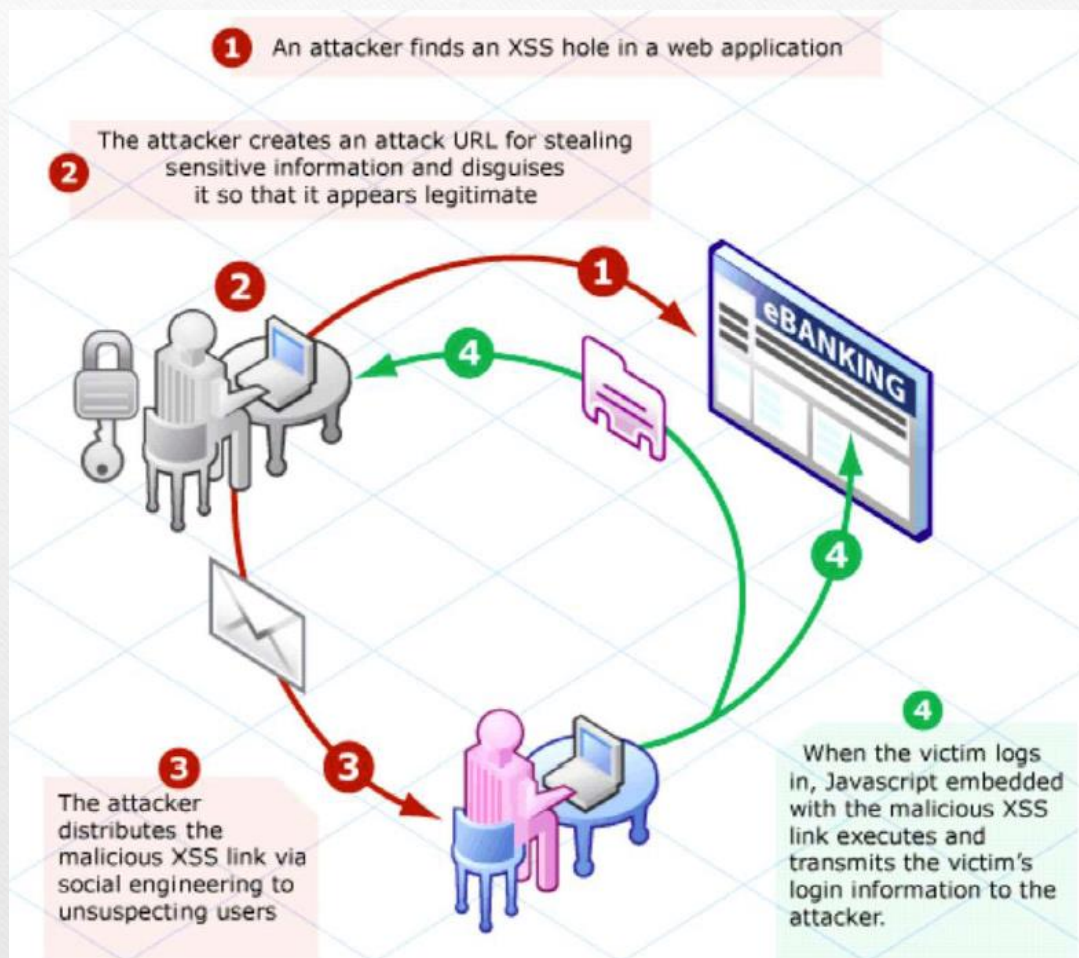 1 An attacker finds an XSS hole in a web application
The attacker creates an attack URL for stealing
2 sensitive information and disguises
it so that it appears legitimate
1
2
eBANKING
4
4
3
3
The attacker
distributes the
malicious XSS link via
social engineering to
unsuspecting users
4
When the victim logs
in, Javascript embedded
with the malicious XSS
link executes and
transmits the victim's
login information to the
attacker.